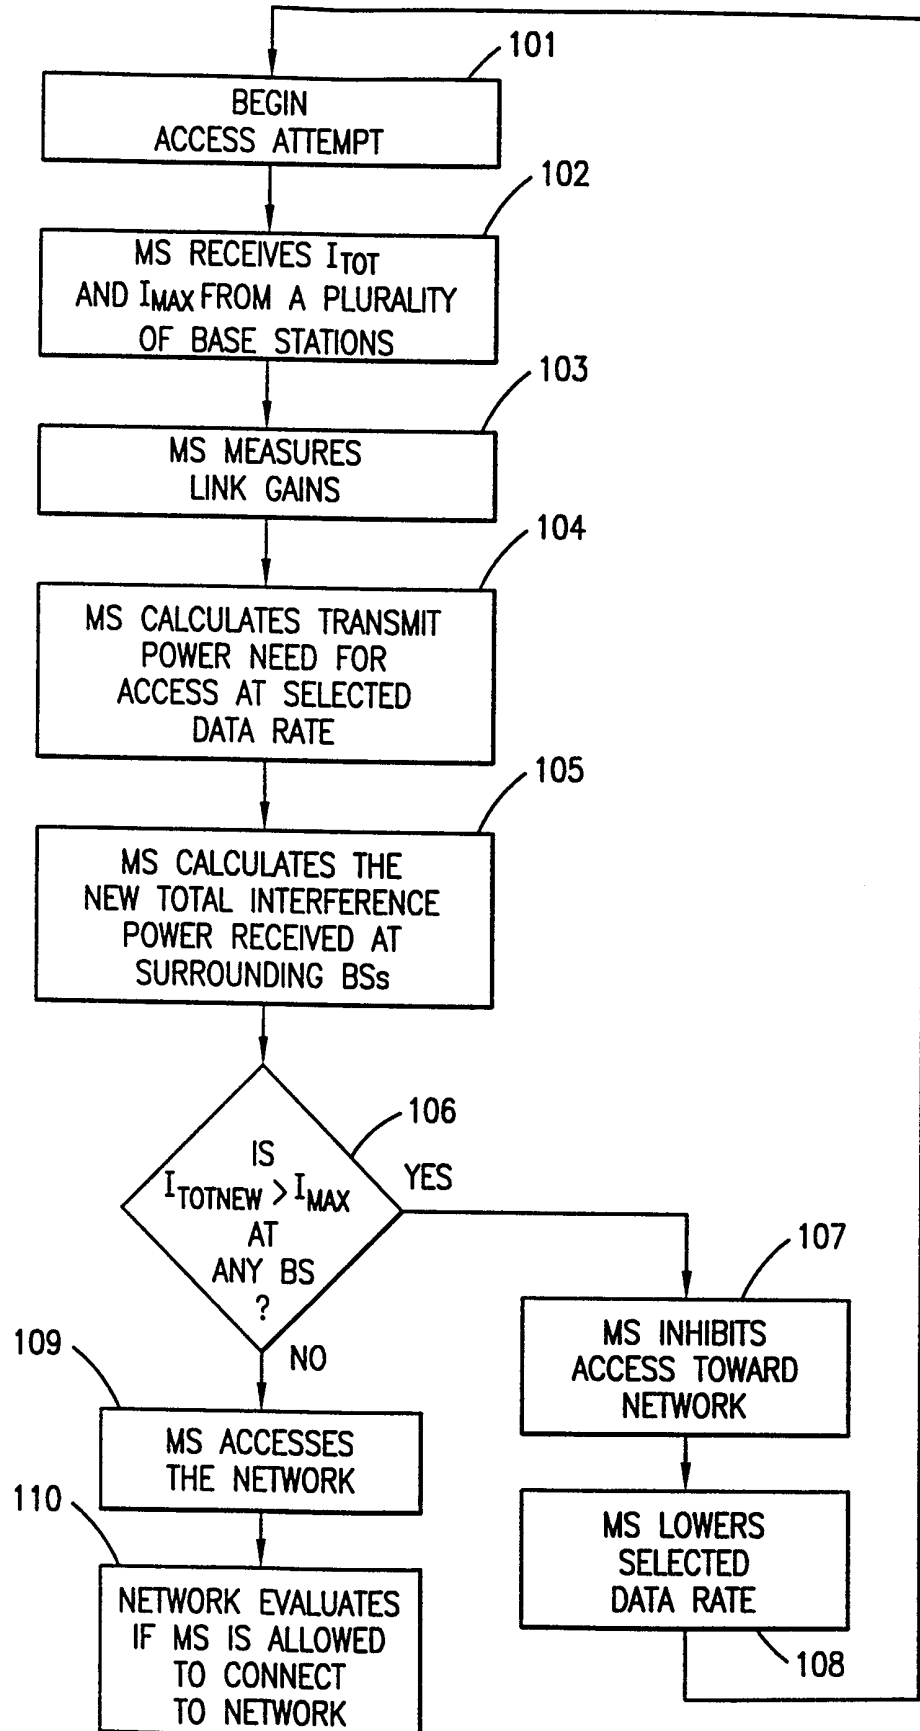 101
BEGIN
ACCESS ATTEMPT
102
MS RECEIVES ITOT
AND IMAX FROM A PLURALITY
OF BASE STATIONS
103
MS MEASURES
LINK GAINS
104
MS CALCULATES TRANSMIT
POWER NEED FOR
ACCESS AT SELECTED
DATA RATE
105
MS CALCULATES THE
NEW TOTAL INTERFERENCE
POWER RECEIVED AT
SURROUNDING BSs
106
IS
ITOTNEW > IMAX
AT
ANY BS
?
YES
107
MS INHIBITS
ACCESS TOWARD
NETWORK
MS LOWERS
SELECTED
DATA RATE
108
NO
109
MS ACCESSES
THE NETWORK
110
NETWORK EVALUATES
IF MS IS ALLOWED
TO CONNECT
TO NETWORK